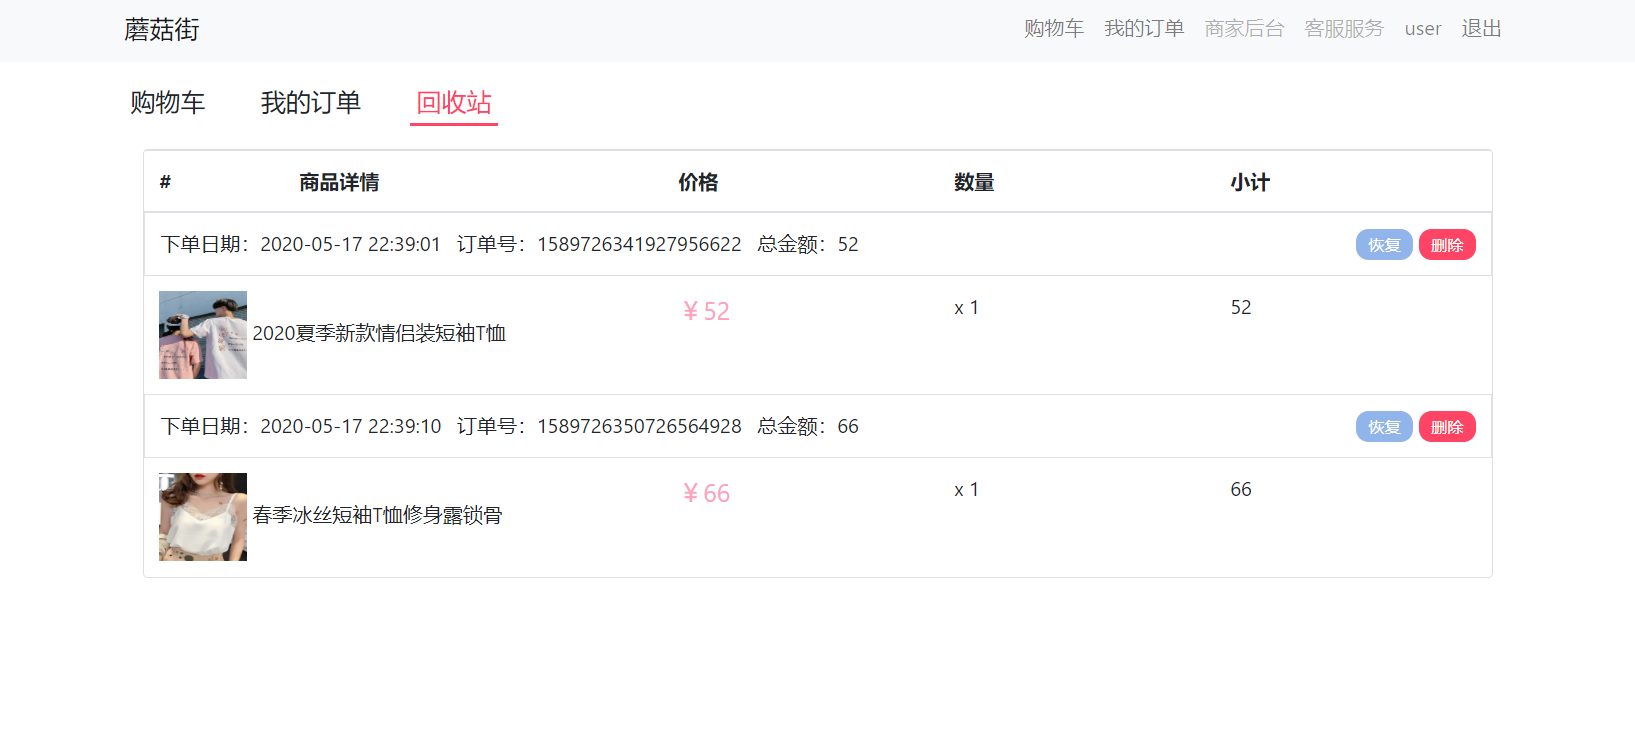 蘑菇街 购物车 我的订单 商家后台 客服服务 user 退出
购物车 我的订单 回收站
# 商品详情 价格 数量 小计
下单日期：2020-05-17 22:39:01 订单号：1589726341927956622 总金额：52 恢复 删除
2020夏季新款情侣装短袖T恤 ¥ 52 x 1 52
下单日期：2020-05-17 22:39:10 订单号：1589726350726564928 总金额：66 恢复 删除
春季冰丝短袖T恤修身露锁骨 ¥ 66 x 1 66